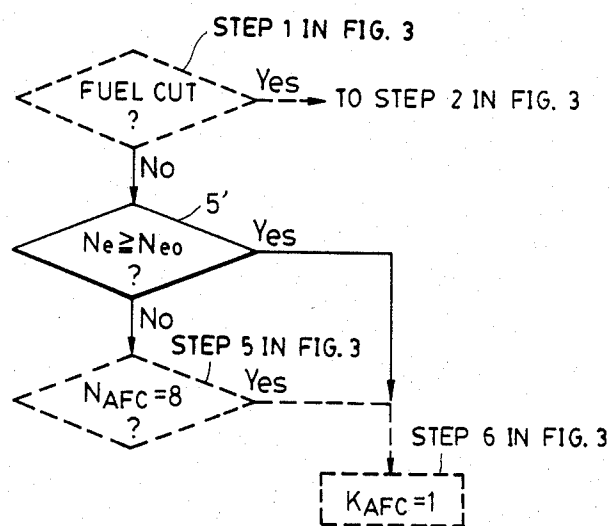 STEP 1 IN FIG. 3
FUEL CUT
?
Yes
TO STEP 2 IN FIG. 3
No
5'
Ne≧Neo
?
Yes
No
STEP 5 IN FIG. 3
NAFC=8
?
Yes
STEP 6 IN FIG. 3
KAFC=1